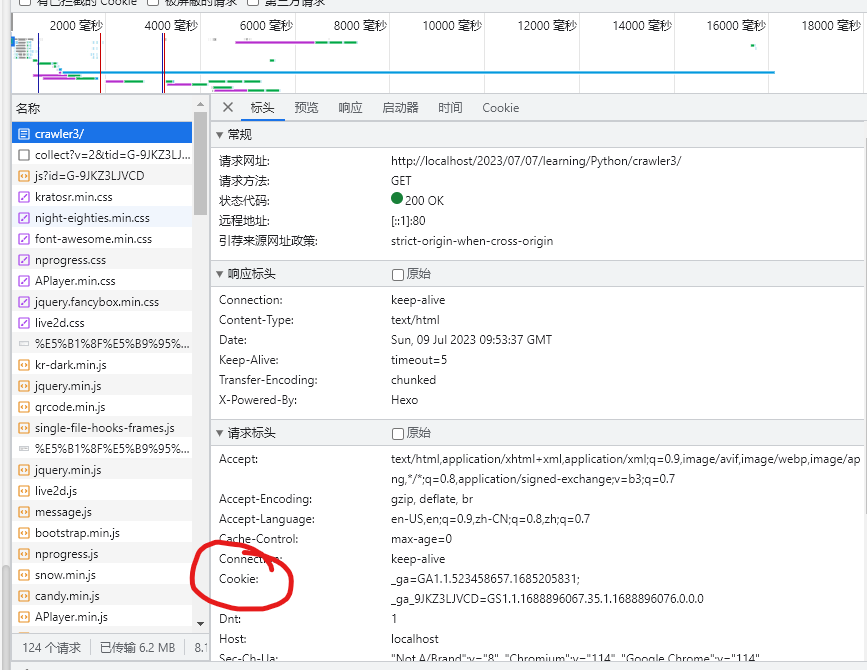 有已拦截的 Cookie 被屏蔽的请求 第三方请求
2000 毫秒 4000 毫秒 6000 毫秒 8000 毫秒 10000 毫秒 12000 毫秒 14000 毫秒 16000 毫秒 18000 毫秒
名称
crawler3/
collect?v=2&tid=G-9JKZ3LJ...
js?id=G-9JKZ3LJVCD
kratosr.min.css
night-eighties.min.css
font-awesome.min.css
nprogress.css
APlayer.min.css
jquery.fancybox.min.css
live2d.css
%E5%B1%8F%E5%B9%95%...
kr-dark.min.js
jquery.min.js
qrcode.min.js
single-file-hooks-frames.js
%E5%B1%8F%E5%B9%95%...
jquery.min.js
live2d.js
message.js
bootstrap.min.js
nprogress.js
snow.min.js
candy.min.js
APlayer.min.js
124 个请求 已传输 6.2 MB 8.1
标头 预览 响应 启动器 时间 Cookie
常规
请求网址: http://localhost/2023/07/07/learning/Python/crawler3/
请求方法: GET
状态代码: 200 OK
远程地址: [::1]:80
引荐来源网址政策: strict-origin-when-cross-origin
响应标头 原始
Connection: keep-alive
Content-Type: text/html
Date: Sun, 09 Jul 2023 09:53:37 GMT
Keep-Alive: timeout=5
Transfer-Encoding: chunked
X-Powered-By: Hexo
请求标头 原始
Accept: text/html,application/xhtml+xml,application/xml;q=0.9,image/avif,image/webp,image/ap
ng,*/*;q=0.8,application/signed-exchange;v=b3;q=0.7
Accept-Encoding: gzip, deflate, br
Accept-Language: en-US,en;q=0.9,zh-CN;q=0.8,zh;q=0.7
Cache-Control: max-age=0
Connection: keep-alive
Cookie: _ga=GA1.1.523458657.1685205831;
_ga_9JKZ3LJVCD=GS1.1.1688896067.35.1.1688896076.0.0.0
Dnt: 1
Host: localhost
Sec-Ch-Ua: "Not.A/Brand";v="8", "Chromium";v="114", "Google Chrome";v="114"